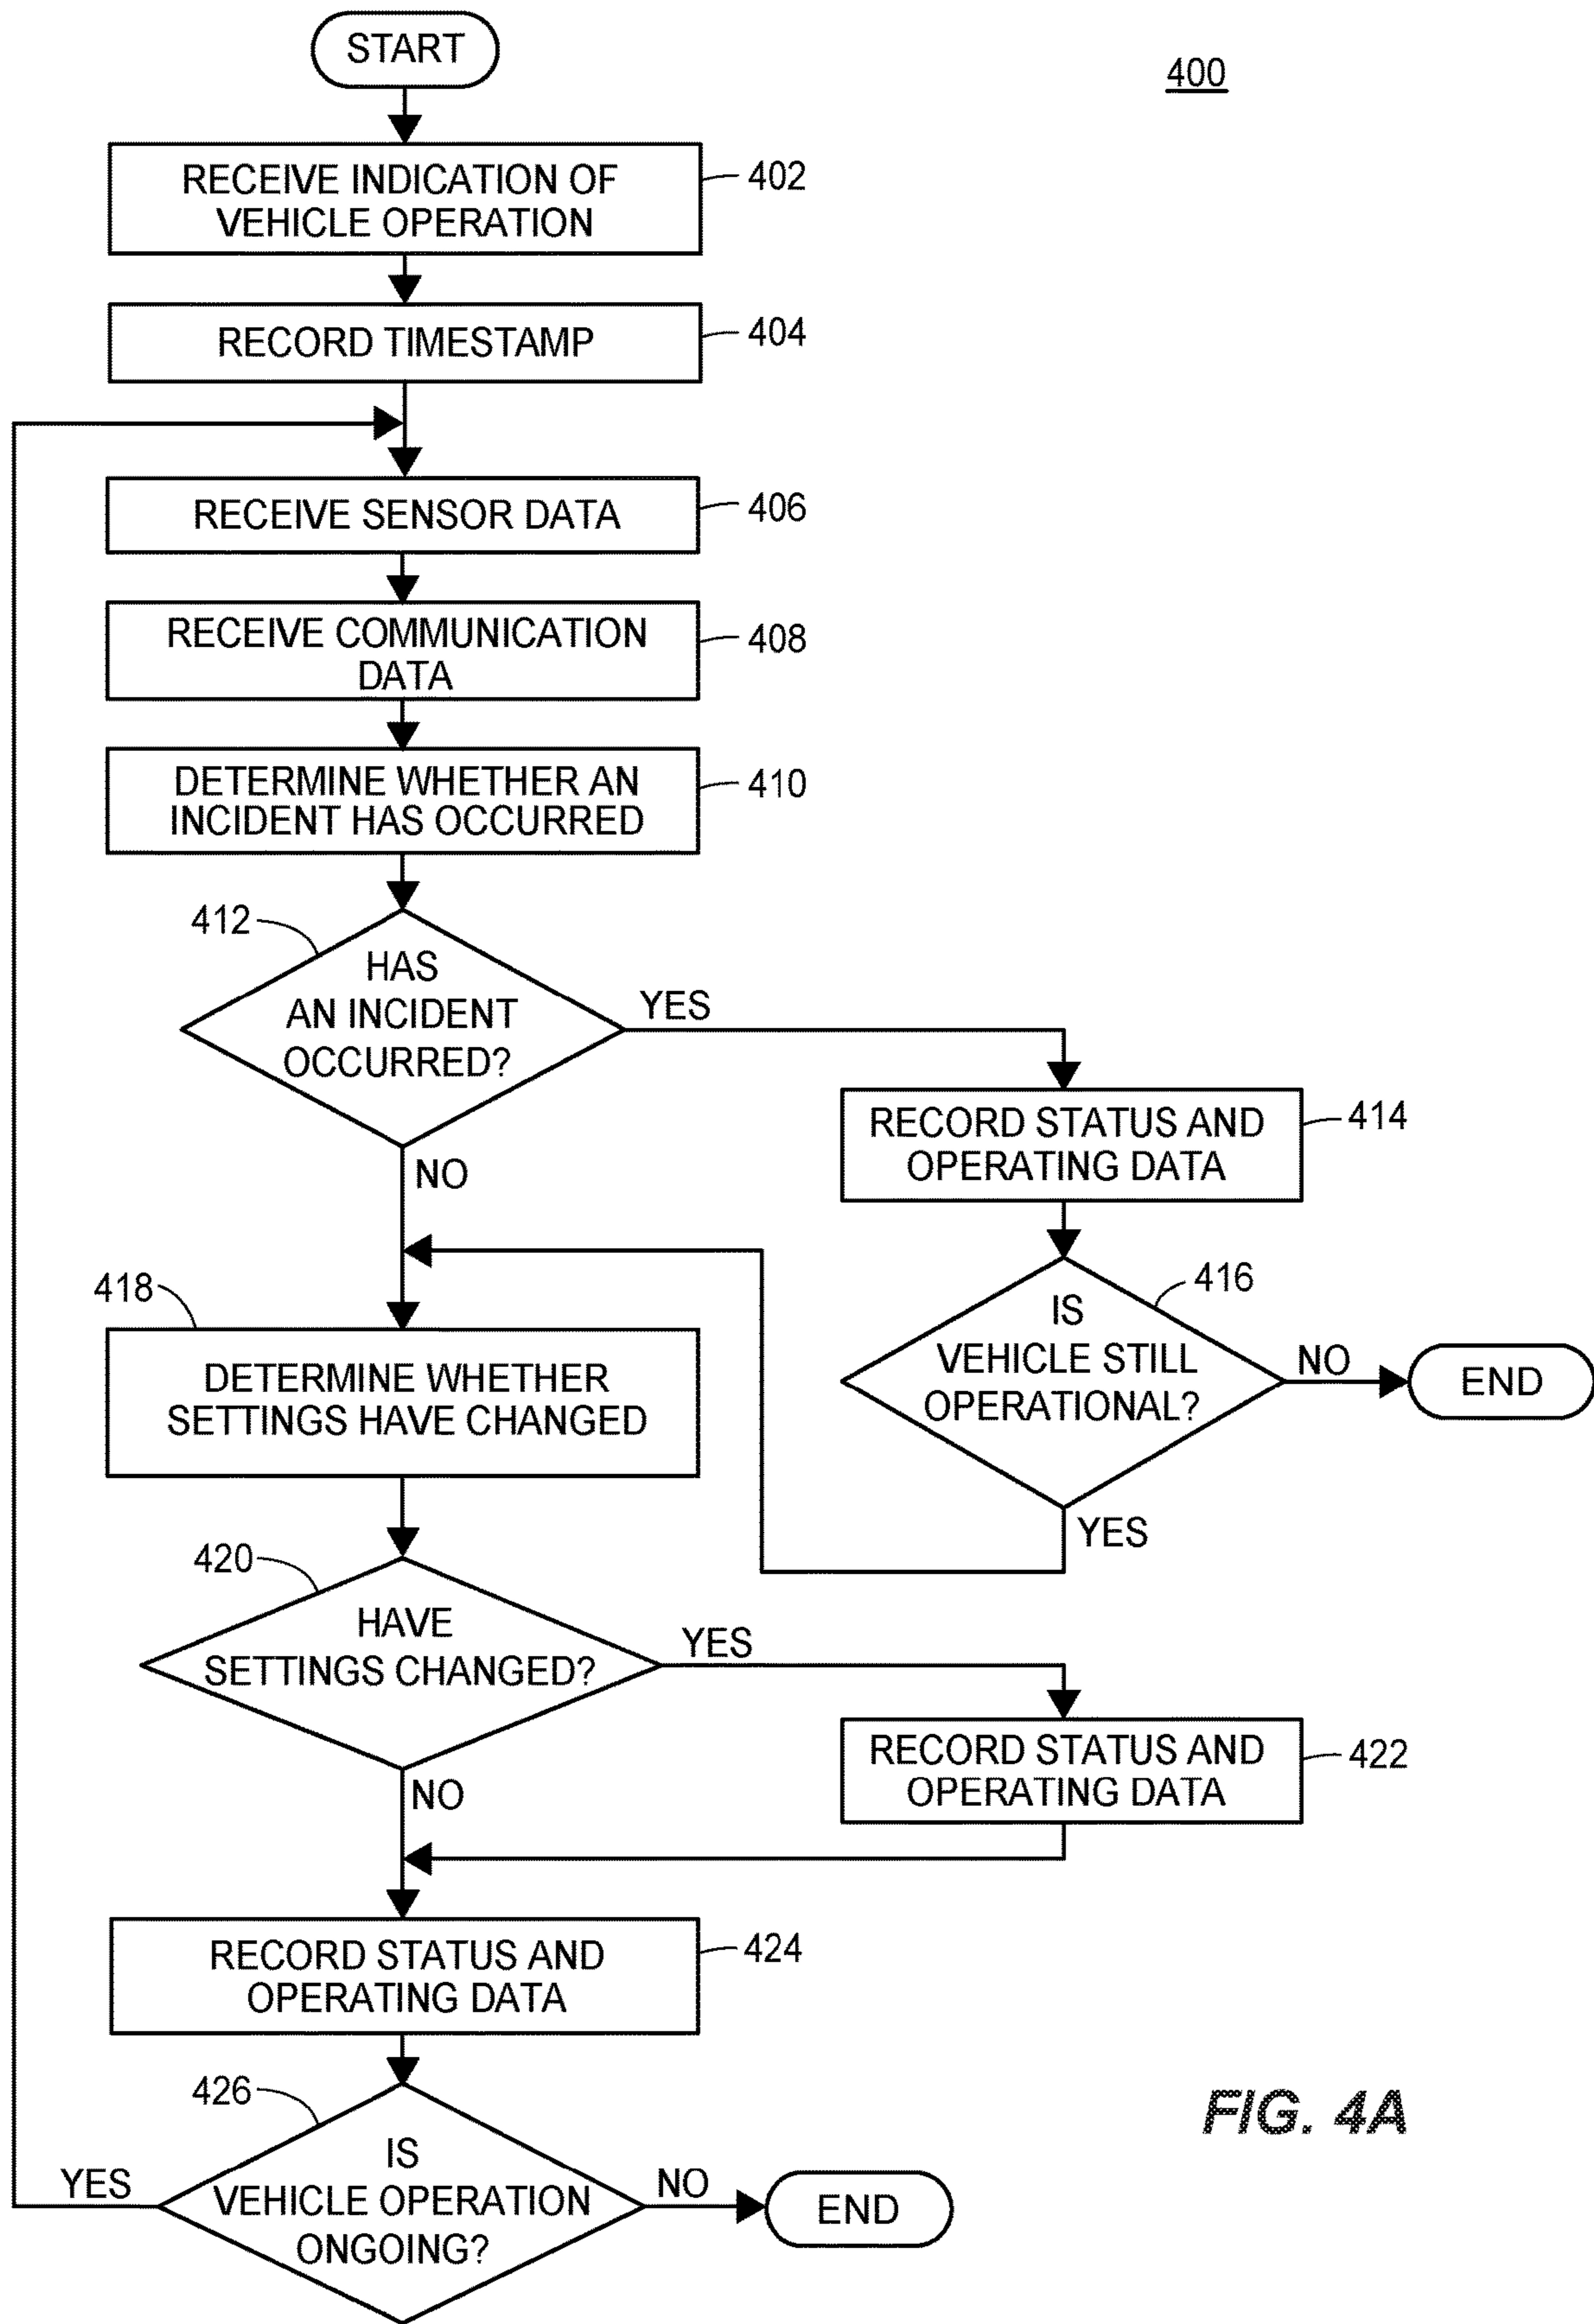 START
400
RECEIVE INDICATION OF
VEHICLE OPERATION
402
RECORD TIMESTAMP
404
RECEIVE SENSOR DATA
406
RECEIVE COMMUNICATION
DATA
408
DETERMINE WHETHER AN
INCIDENT HAS OCCURRED
410
412
HAS
AN INCIDENT
OCCURRED?
YES
NO
RECORD STATUS AND
OPERATING DATA
414
416
IS
VEHICLE STILL
OPERATIONAL?
NO
END
YES
418
DETERMINE WHETHER
SETTINGS HAVE CHANGED
420
HAVE
SETTINGS CHANGED?
YES
NO
RECORD STATUS AND
OPERATING DATA
422
RECORD STATUS AND
OPERATING DATA
424
426
IS
VEHICLE OPERATION
ONGOING?
YES
NO
END
FIG. 4A